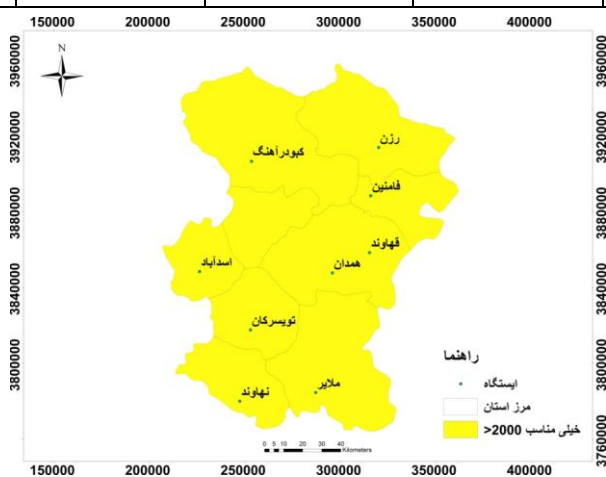 150000 200000 250000 300000 350000 400000
3960000 3960000
N
3920000 3920000
رزن
کبودرآهنگ
فامنین
3880000 3880000
قهاوند
اسدآباد
همدان
3840000 3840000
تویسرکان
راهنما
3800000 3800000
ایستگاه
ملایر
نهاوند
مرز استان
خیلی مناسب 2000<
3760000 3760000
0 5 10 20 30 40
Kilometers
150000 200000 250000 300000 350000 400000